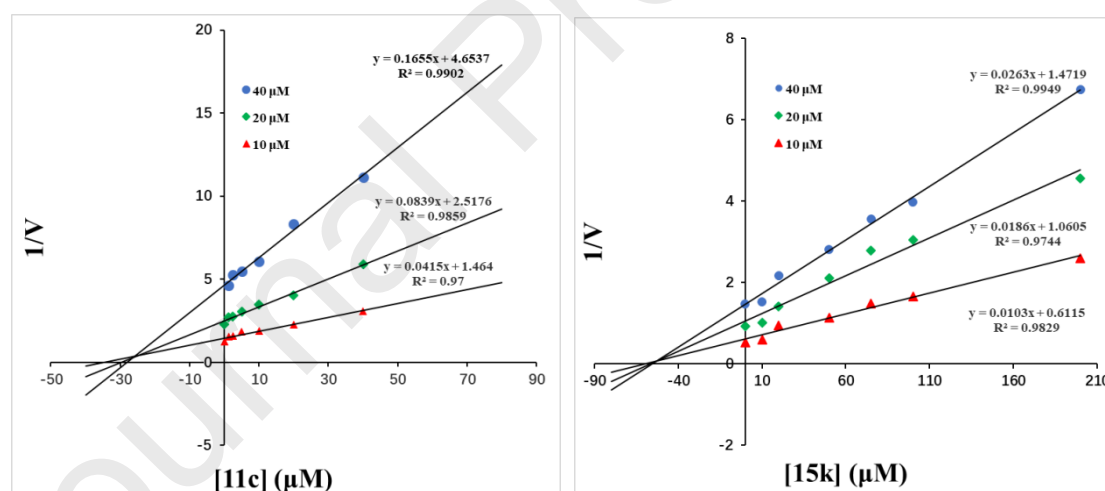 20
15
10
5
0
-5
-50
-30
-10
10
30
50
70
90
1/V
[11c] (μM)
40 μM
20 μM
10 μM
y = 0.1655x + 4.6537
R² = 0.9902
y = 0.0839x + 2.5176
R² = 0.9859
y = 0.0415x + 1.464
R² = 0.97
8
6
4
2
0
-2
-90
-40
10
60
110
160
210
1/V
[15k] (μM)
40 μM
20 μM
10 μM
y = 0.0263x + 1.4719
R² = 0.9949
y = 0.0186x + 1.0605
R² = 0.9744
y = 0.0103x + 0.6115
R² = 0.9829
ournal Pr